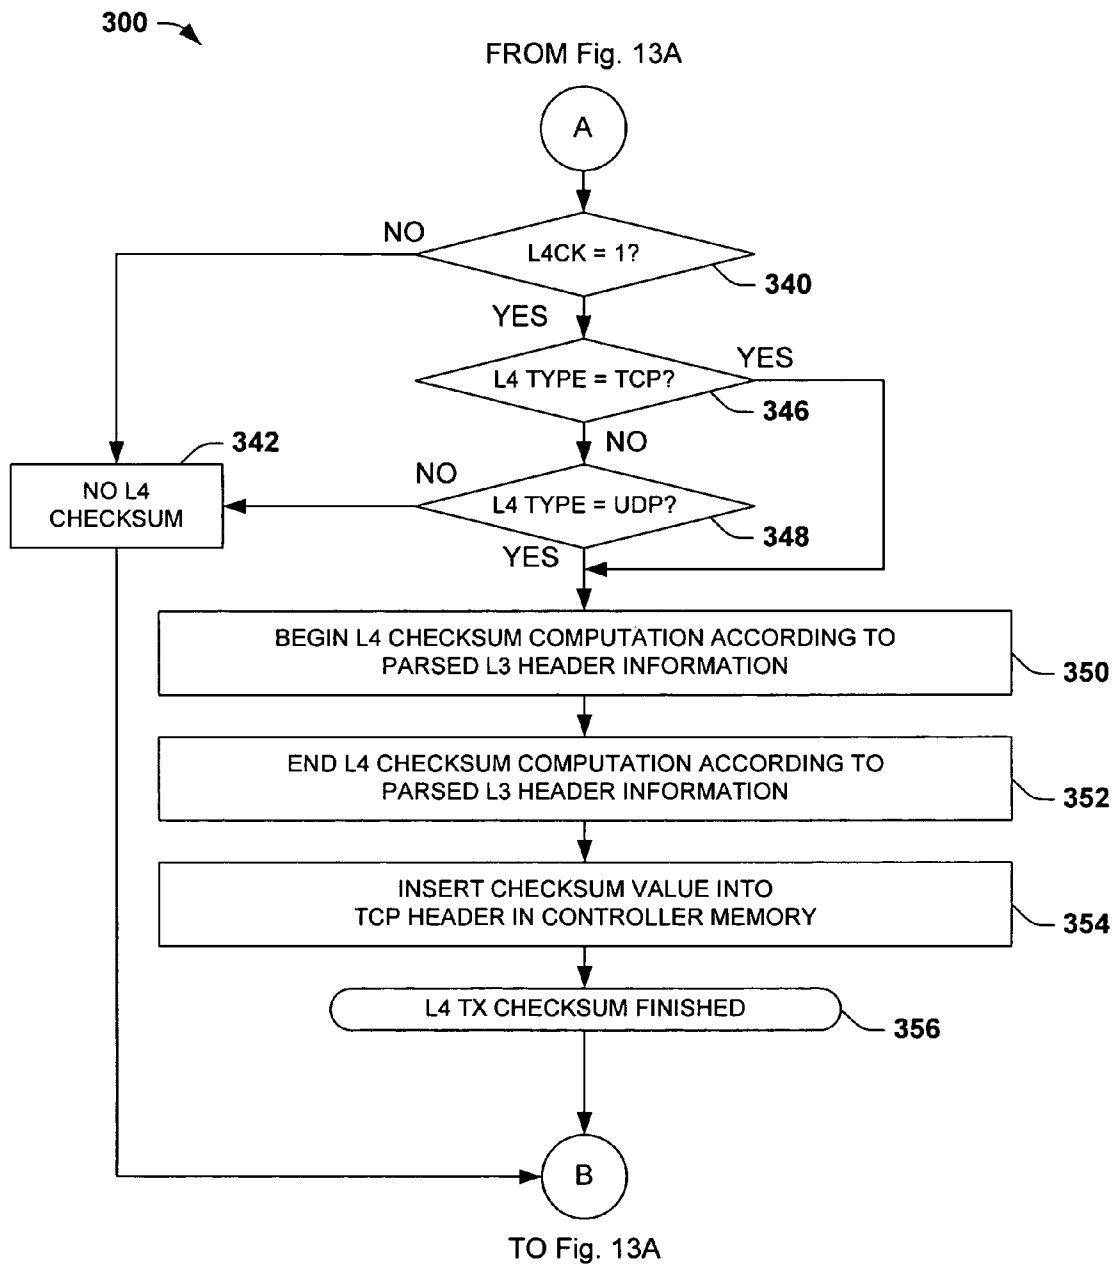 300
FROM Fig. 13A
A
NO
L4CK = 1?
340
YES
YES
L4 TYPE = TCP?
346
342
NO
NO
NO L4
CHECKSUM
L4 TYPE = UDP?
348
YES
BEGIN L4 CHECKSUM COMPUTATION ACCORDING TO
PARSED L3 HEADER INFORMATION
350
END L4 CHECKSUM COMPUTATION ACCORDING TO
PARSED L3 HEADER INFORMATION
352
INSERT CHECKSUM VALUE INTO
TCP HEADER IN CONTROLLER MEMORY
354
L4 TX CHECKSUM FINISHED
356
B
TO Fig. 13A